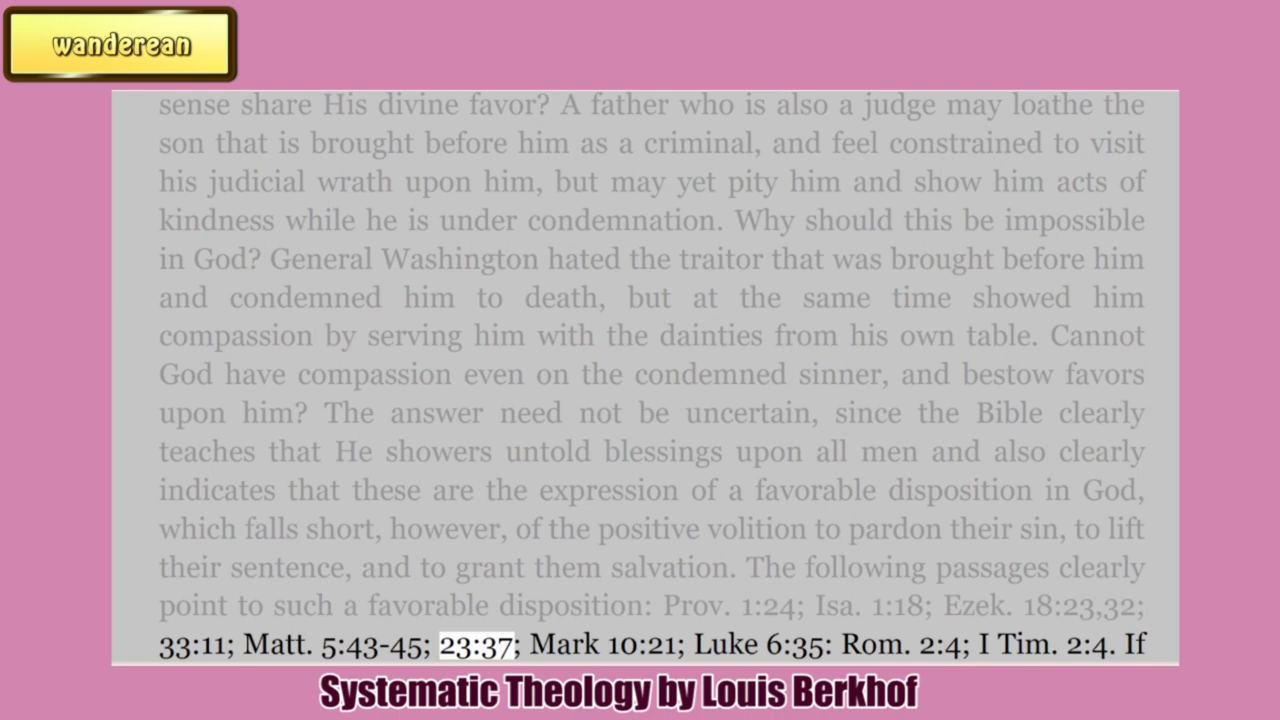 wanderean
sense share His divine favor? A father who is also a judge may loathe the
son that is brought before him as a criminal, and feel constrained to visit
his judicial wrath upon him, but may yet pity him and show him acts of
kindness while he is under condemnation. Why should this be impossible
in God? General Washington hated the traitor that was brought before him
and condemned him to death, but at the same time showed him
compassion by serving him with the dainties from his own table. Cannot
God have compassion even on the condemned sinner, and bestow favors
upon him? The answer need not be uncertain, since the Bible clearly
teaches that He showers untold blessings upon all men and also clearly
indicates that these are the expression of a favorable disposition in God,
which falls short, however, of the positive volition to pardon their sin, to lift
their sentence, and to grant them salvation. The following passages clearly
point to such a favorable disposition: Prov. 1:24; Isa. 1:18; Ezek. 18:23,32;
33:11; Matt. 5:43-45; 23:37; Mark 10:21; Luke 6:35: Rom. 2:4; I Tim. 2:4. If
Systematic Theology by Louis Berkhof